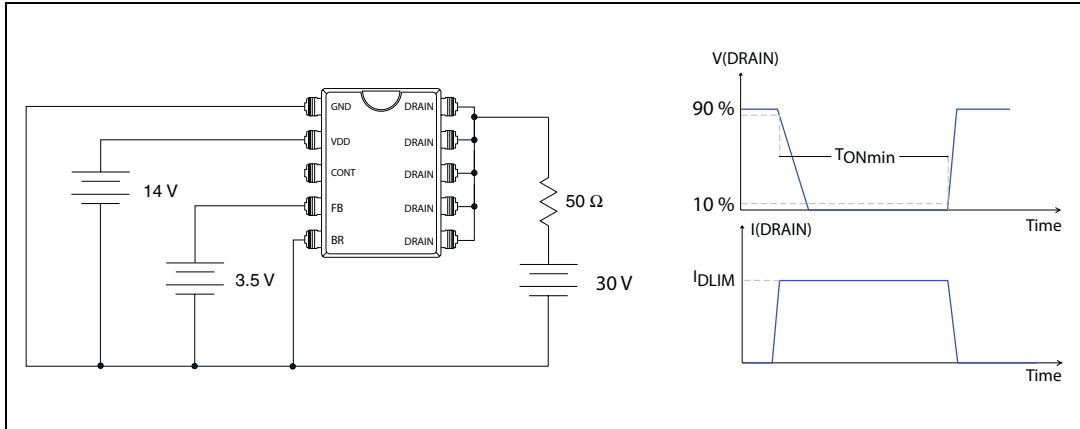 GND DRAIN
VDD DRAIN
CONT DRAIN
FB DRAIN
BR DRAIN
14 V
3.5 V
50 Ω
30 V
V(DRAIN)
90 %
TONmin
10 %
Time
I(DRAIN)
IDLIM
Time